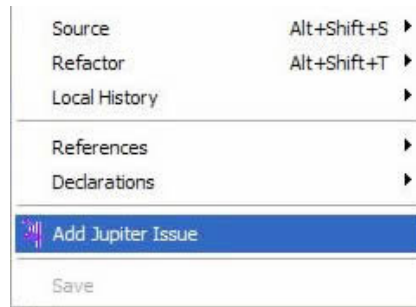 Source Alt+Shift+S
Refactor Alt+Shift+T
Local History
References
Declarations
Add Jupiter Issue
Save